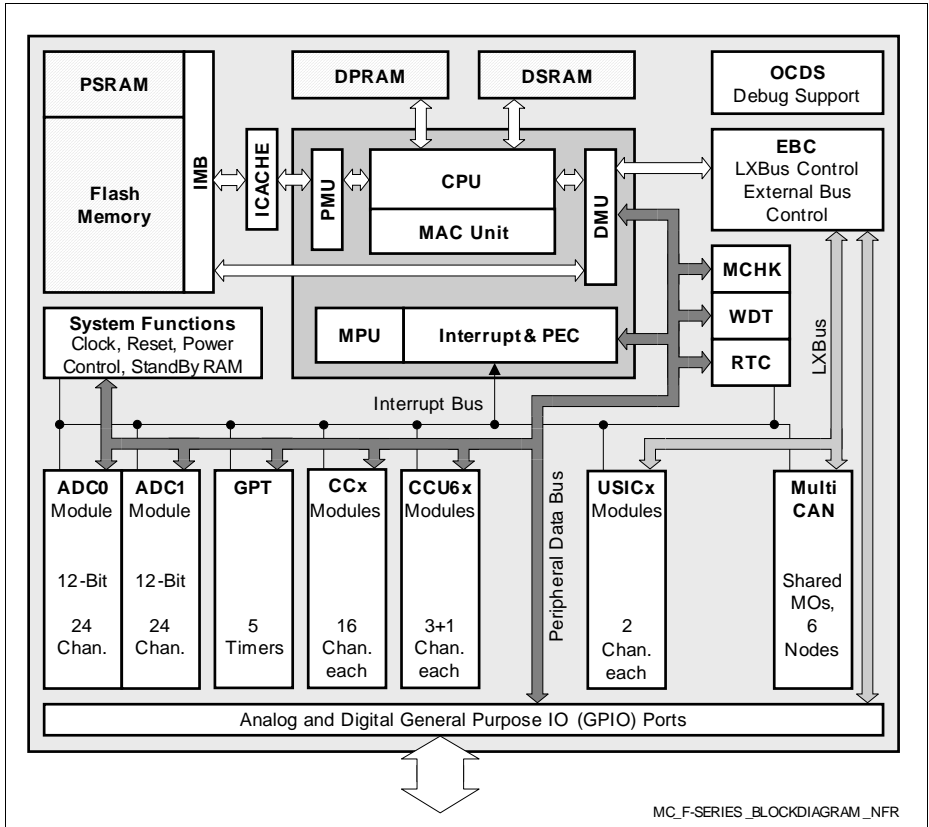 PSRAM
Flash
Memory
IMB
ICACHE
DPRAM
DSRAM
OCDS
Debug Support
PMU
CPU
MAC Unit
DMU
EBC
LXBus Control
External Bus
Control
MCHK
WDT
RTC
LXBus
MPU
Interrupt & PEC
System Functions
Clock, Reset, Power
Control, StandBy RAM
Interrupt Bus
Peripheral Data Bus
ADC0
Module
12-Bit
24
Chan.
ADC1
Module
12-Bit
24
Chan.
GPT
5
Timers
CCx
Modules
16
Chan.
each
CCU6x
Modules
3+1
Chan.
each
USICx
Modules
2
Chan.
each
Multi
CAN
Shared
MOs,
6
Nodes
Analog and Digital General Purpose IO (GPIO) Ports
MC_F-SERIES_BLOCKDIAGRAM_NFR